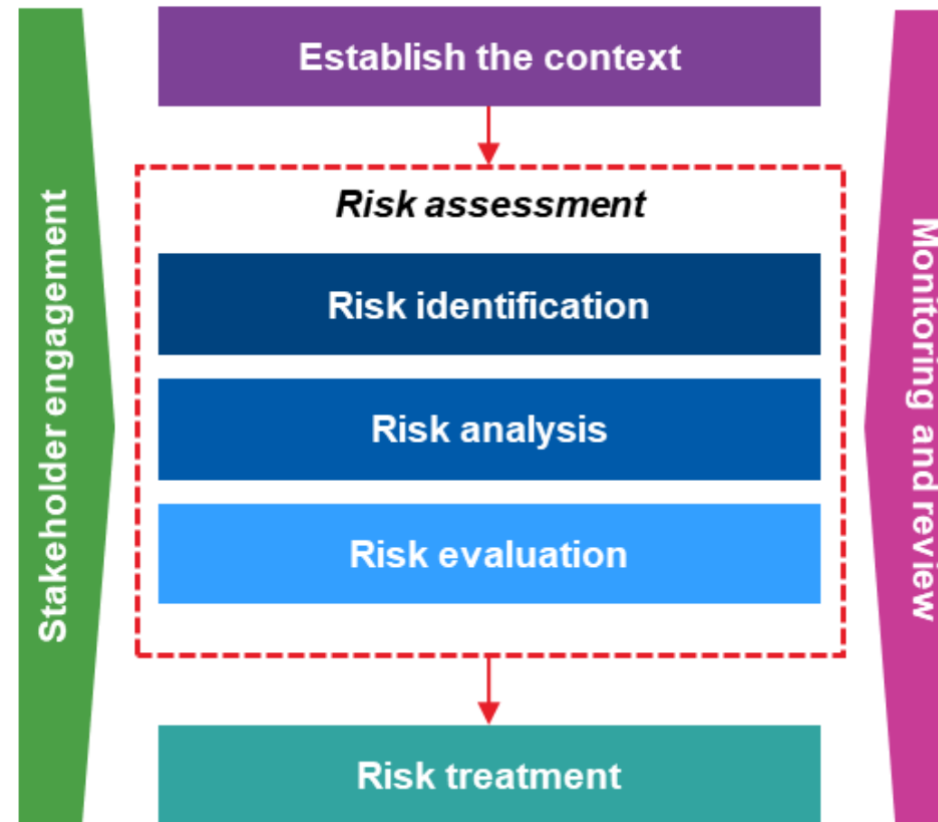 Establish the context
Stakeholder engagement
Risk assessment
Risk identification
Risk analysis
Risk evaluation
Monitoring and review
Risk treatment